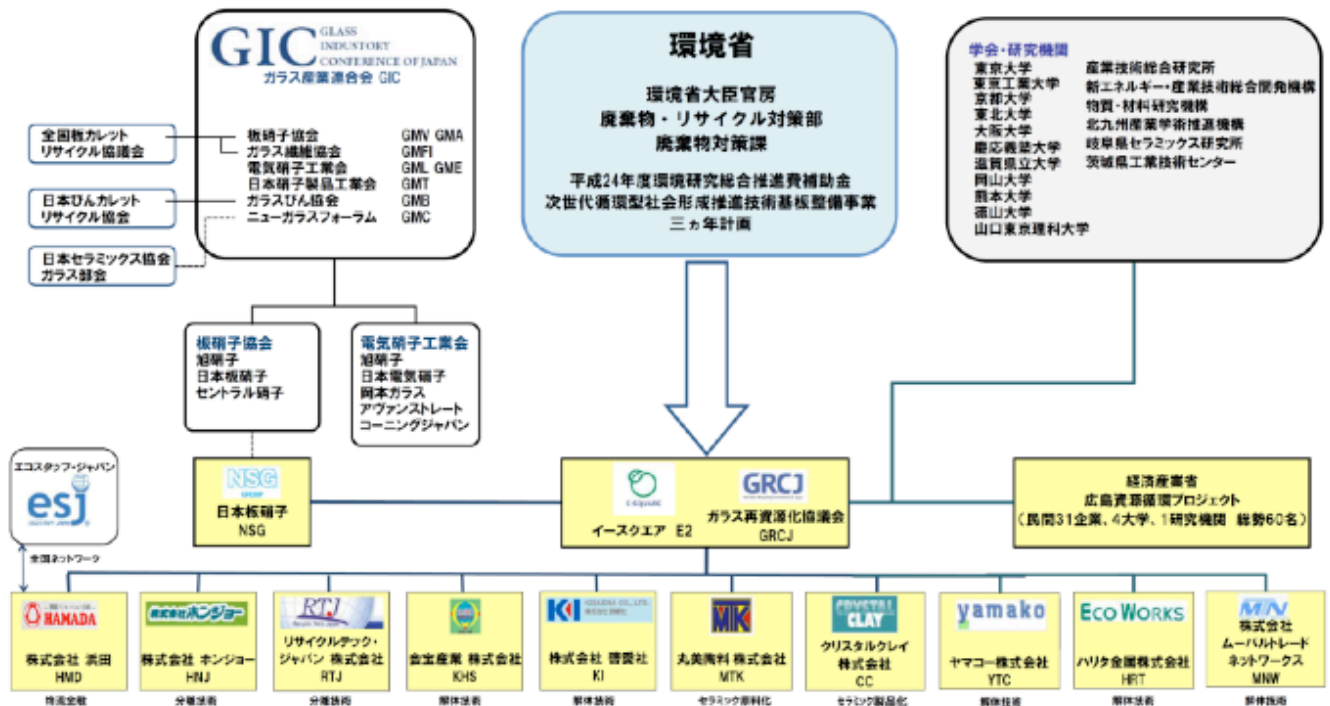 GIC GLASS
INDUSTORY
CONFERENCE OF JAPAN
ガラス産業連合会 GIC
板硝子協会 GMV GMA
ガラス繊維協会 GMFI
電気硝子工業会 GML GME
日本硝子製品工業会 GMT
ガラスびん協会 GMB
ニューガラスフォーラム GMC
全国板カレット
リサイクル協議会
日本びんカレット
リサイクル協会
日本セラミックス協会
ガラス部会
環境省
環境省大臣官房
廃棄物・リサイクル対策部
廃棄物対策課
平成24年度環境研究総合推進費補助金
次世代循環型社会形成推進技術基板整備事業
三ヵ年計画
学会・研究機関
東京大学
東京工業大学
京都大学
東北大学
大阪大学
慶応義塾大学
滋賀県立大学
岡山大学
熊本大学
徳山大学
山口東京理科大学
産業技術総合研究所
新エネルギー・産業技術総合開発機構
物質・材料研究機構
北九州産業学術推進機構
岐阜県セラミックス研究所
茨城県工業技術センター
板硝子協会
旭硝子
日本板硝子
セントラル硝子
電気硝子工業会
旭硝子
日本電気硝子
岡本ガラス
アヴァンストレート
コーニングジャパン
エコスタッフ・ジャパン
esj
全国ネットワーク
NSG
GROUP
日本板硝子
NSG
E-SQUARE
イースクエア E2
GRCJ
ガラス再資源化協議会
GRCJ
経済産業省
広島資源循環プロジェクト
(民間31企業、4大学、1研究機関 総勢60名)
HAMADA
株式会社 浜田
HMD
物流金融
株式会社ホンジョー
株式会社 ホンジョー
HNJ
分離技術
RTJ
リサイクルテック・
ジャパン 株式会社
RTJ
分離技術
金宝産業 株式会社
KHS
解体技術
KI
株式会社 啓愛社
KI
解体技術
MTK
丸美陶料 株式会社
MTK
セラミック原料化
CRYSTAL
CLAY
クリスタルクレイ
株式会社
CC
セラミック製品化
yamako
ヤマコー株式会社
YTC
解体技術
ECO WORKS
ハリタ金属株式会社
HRT
解体技術
MN
株式会社
ムーバルトレード
ネットワークス
MNW
解体技術